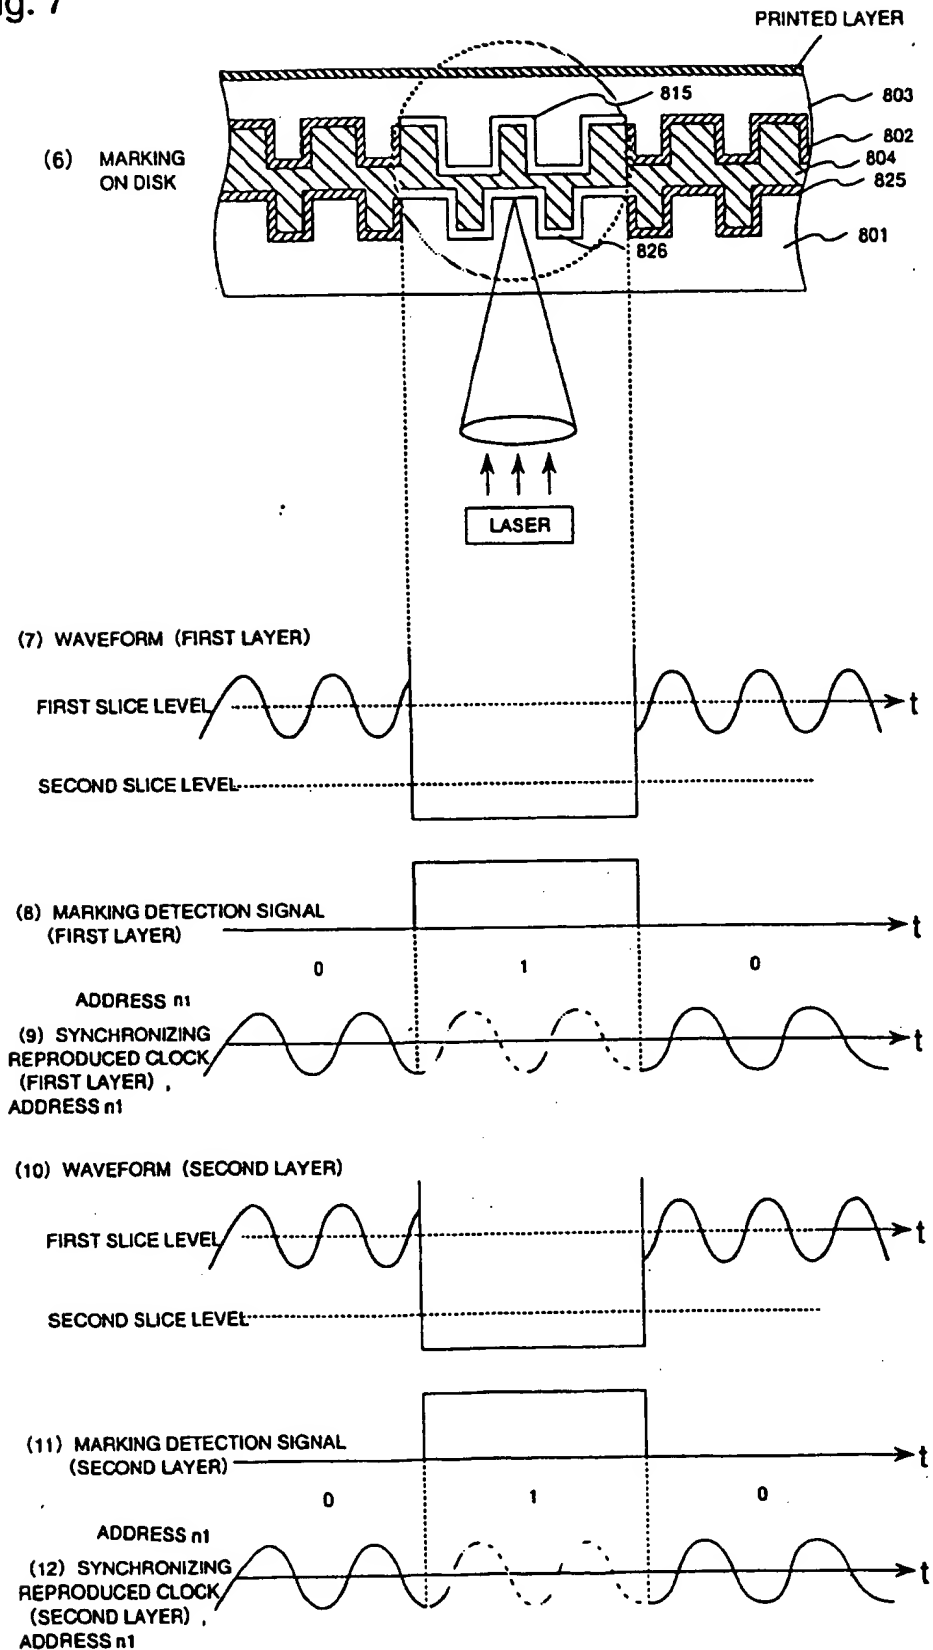 Fig. 7
PRINTED LAYER
815
803
802
804
825
(6) MARKING
ON DISK
801
826
LASER
(7) WAVEFORM (FIRST LAYER)
FIRST SLICE LEVEL
t
SECOND SLICE LEVEL
(8) MARKING DETECTION SIGNAL
(FIRST LAYER)
t
0 1 0
ADDRESS n1
(9) SYNCHRONIZING
REPRODUCED CLOCK
(FIRST LAYER) ,
ADDRESS n1
t
(10) WAVEFORM (SECOND LAYER)
FIRST SLICE LEVEL
t
SECOND SLICE LEVEL
(11) MARKING DETECTION SIGNAL
(SECOND LAYER)
t
0 1 0
ADDRESS n1
(12) SYNCHRONIZING
REPRODUCED CLOCK
(SECOND LAYER) ,
ADDRESS n1
t